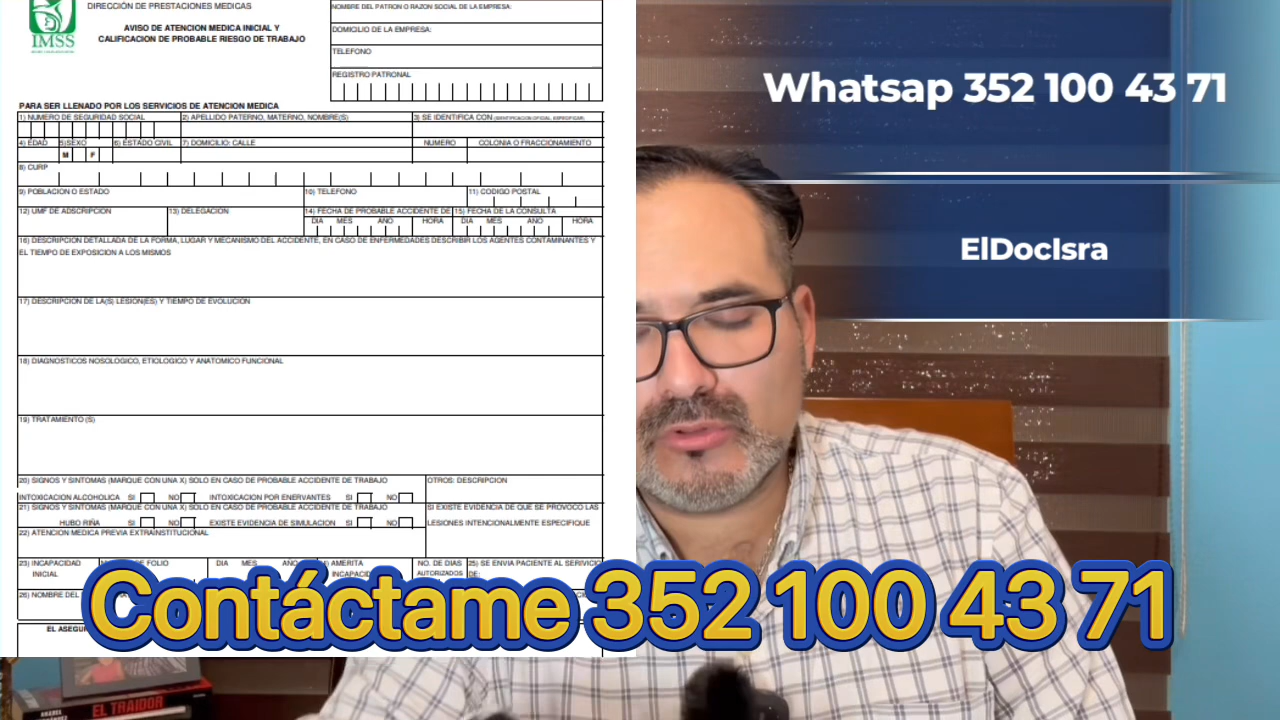 DIRECCIÓN DE PRESTACIONES MEDICAS
IMSS
AVISO DE ATENCION MEDICA INICIAL Y
CALIFICACION DE PROBABLE RIESGO DE TRABAJO
NOMBRE DEL PATRON O RAZON SOCIAL DE LA EMPRESA:
DOMICILIO DE LA EMPRESA:
TELEFONO
REGISTRO PATRONAL
PARA SER LLENADO POR LOS SERVICIOS DE ATENCION MEDICA
1) NUMERO DE SEGURIDAD SOCIAL 2) APELLIDO PATERNO, MATERNO, NOMBRE(S) 3) SE IDENTIFICA CON (IDENTIFICACION OFICIAL, ESPECIFICAR)
4) EDAD 5)SEXO 6) ESTADO CIVIL 7) DOMICILIO: CALLE NUMERO COLONIA O FRACCIONAMIENTO
M F
8) CURP
9) POBLACION O ESTADO 10) TELEFONO 11) CODIGO POSTAL
12) UMF DE ADSCRIPCION 13) DELEGACION 14) FECHA DE PROBABLE ACCIDENTE DE 15) FECHA DE LA CONSULTA
DIA MES AÑO HORA DIA MES AÑO HORA
16) DESCRIPCION DETALLADA DE LA FORMA, LUGAR Y MECANISMO DEL ACCIDENTE, EN CASO DE ENFERMEDADES DESCRIBIR LOS AGENTES CONTAMINANTES Y
EL TIEMPO DE EXPOSICION A LOS MISMOS
17) DESCRIPCION DE LA(S) LESION(ES) Y TIEMPO DE EVOLUCION
18) DIAGNOSTICOS NOSOLOGICO, ETIOLOGICO Y ANATOMICO FUNCIONAL
19) TRATAMIENTO (S)
20) SIGNOS Y SINTOMAS (MARQUE CON UNA X) SOLO EN CASO DE PROBABLE ACCIDENTE DE TRABAJO OTROS: DESCRIPCION
INTOXICACION ALCOHOLICA SI NO INTOXICACION POR ENERVANTES SI NO
21) SIGNOS Y SINTOMAS (MARQUE CON UNA X) SOLO EN CASO DE PROBABLE ACCIDENTE DE TRABAJO SI EXISTE EVIDENCIA DE QUE SE PROVOCO LAS
HUBO RIÑA SI NO EXISTE EVIDENCIA DE SIMULACION SI NO LESIONES INTENCIONALMENTE ESPECIFIQUE
22) ATENCION MEDICA PREVIA EXTRAINSTITUCIONAL
23) INCAPACIDAD DE FOLIO DIA MES AÑO AMERITA NO. DE DIAS 25) SE ENVIA PACIENTE AL SERIVICIO
INICIAL AUTORIZADOS
26) NOMBRE DEL
Whatsap 352 100 43 71
ElDocIsra
Contáctame 352 100 43 71
EL TRAIDOR